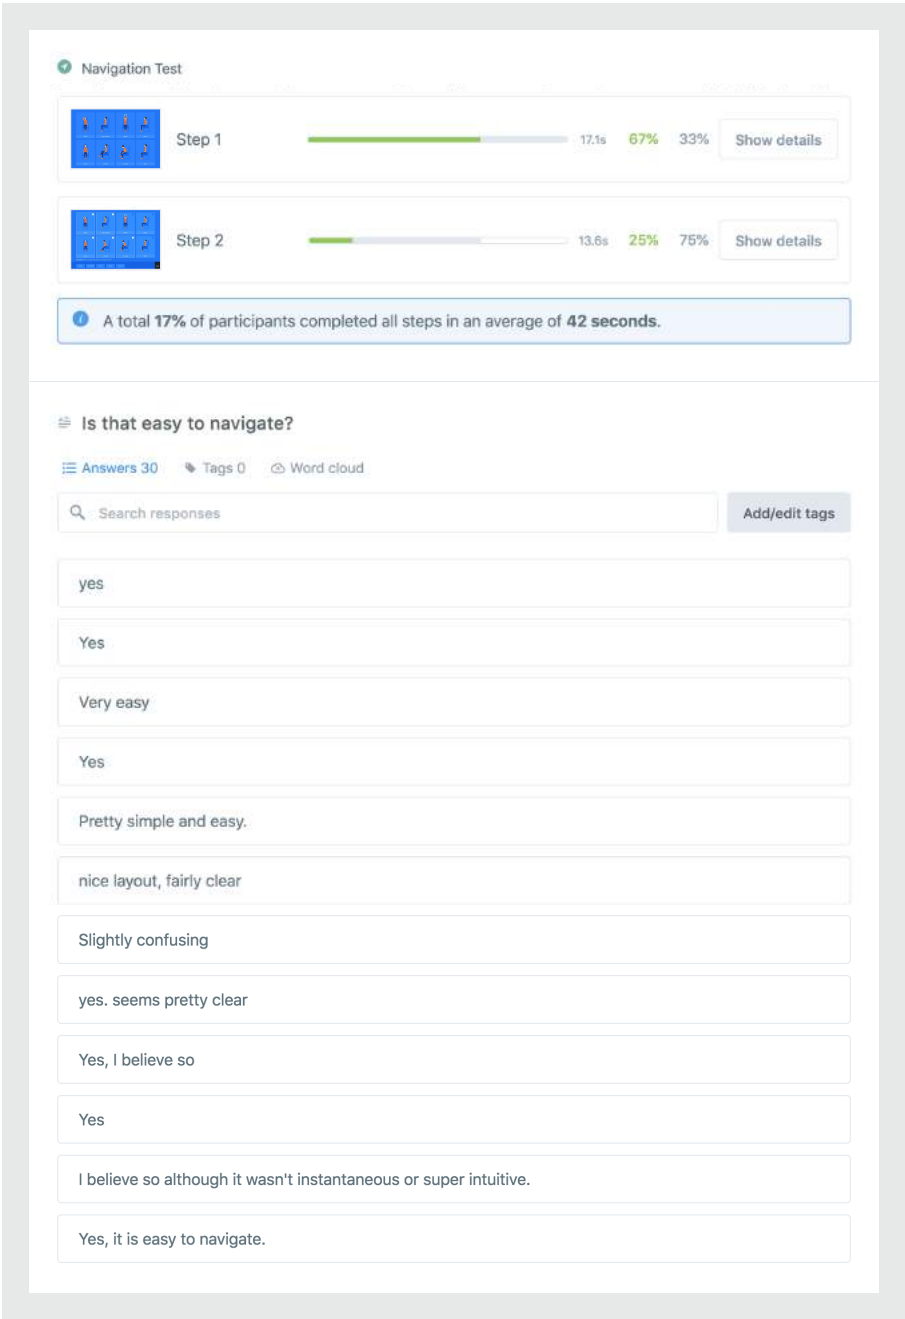 Navigation Test
Step 1 17.1s 67% 33% Show details
Step 2 13.6s 25% 75% Show details
A total 17% of participants completed all steps in an average of 42 seconds.
Is that easy to navigate?
Answers 30 Tags 0 Word cloud
Search responses Add/edit tags
yes
Yes
Very easy
Yes
Pretty simple and easy.
nice layout, fairly clear
Slightly confusing
yes. seems pretty clear
Yes, I believe so
Yes
I believe so although it wasn't instantaneous or super intuitive.
Yes, it is easy to navigate.